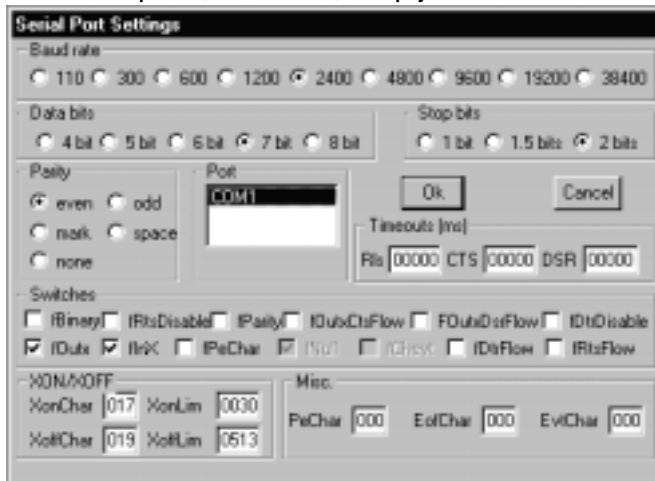 Serial Port Settings
Baud rate
110 300 600 1200 2400 4800 9600 19200 38400
Data bits Stop bits
4 bit 5 bit 6 bit 7 bit 8 bit 1 bit 1.5 bits 2 bits
Parity Port
even odd COM1 Ok Cancel
mark space Timeouts (ms)
none Rls 00000 CTS 00000 DSR 00000
Switches
fBinary fRtsDisable fParity fOutxCtsFlow FOutxDsrFlow fDtrDisable
fOutx fInX fPeChar fNull fDtrFlow fRtsFlow
XON/XOFF Misc.
XonChar 017 XonLim 0030
PeChar 000 EofChar 000 EvtChar 000
XoffChar 019 XoffLim 0513